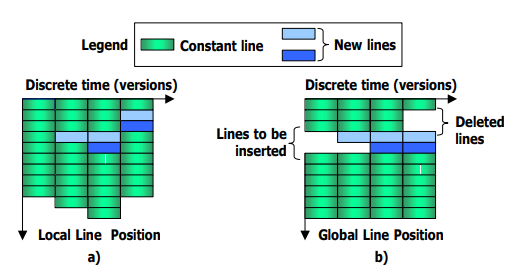 Legend
Constant line
New lines
Discrete time (versions)
Discrete time (versions)
Lines to be
inserted
Deleted
lines
Local Line Position
Global Line Position
a)
b)